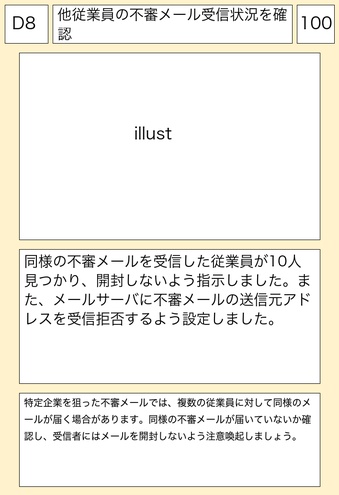 D8
他従業員の不審メール受信状況を確
認
100
illust
同様の不審メールを受信した従業員が10人
見つかり、開封しないよう指示しました。ま
た、メールサーバに不審メールの送信元アド
レスを受信拒否するよう設定しました。
特定企業を狙った不審メールでは、複数の従業員に対して同様のメ
ールが届く場合があります。同様の不審メールが届いていないか確
認し、受信者にはメールを開封しないよう注意喚起しましょう。